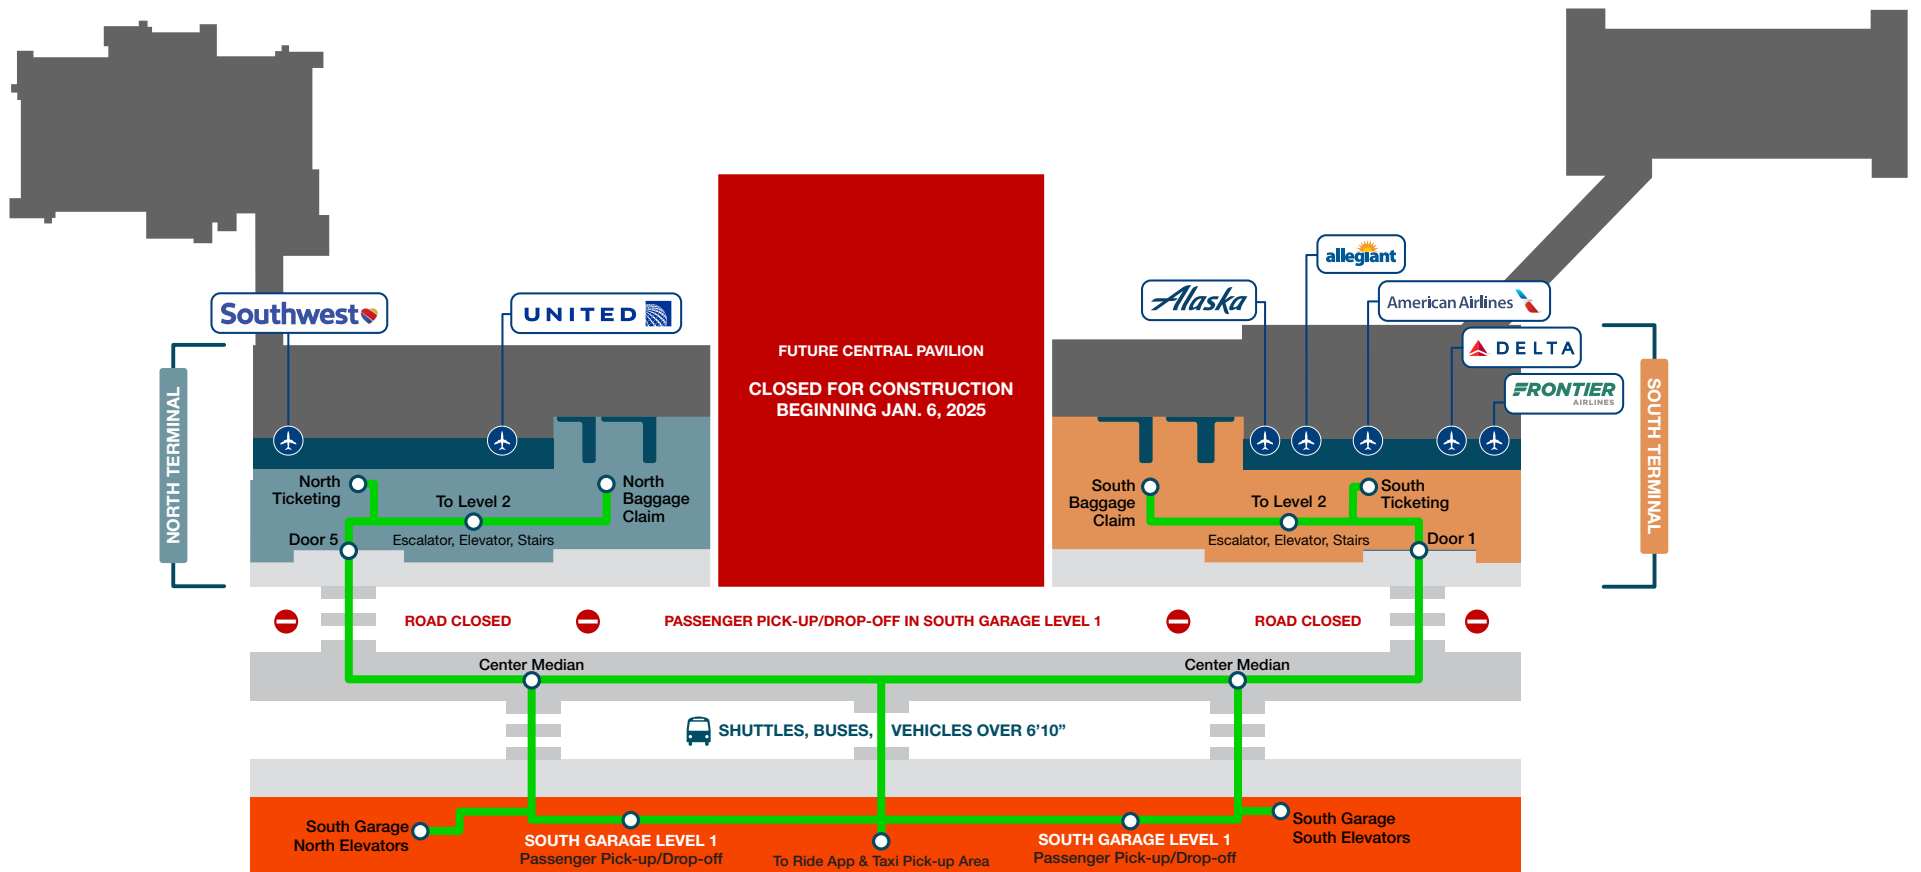 allegiant
Alaska
American Airlines
Southwest
UNITED
DELTA
FRONTIER
AIRLINES
FUTURE CENTRAL PAVILION
CLOSED FOR CONSTRUCTION
BEGINNING JAN. 6, 2025
NORTH TERMINAL
SOUTH TERMINAL
North
Ticketing
To Level 2
Escalator, Elevator, Stairs
North
Baggage
Claim
Door 5
South
Baggage
Claim
To Level 2
Escalator, Elevator, Stairs
South
Ticketing
Door 1
ROAD CLOSED
PASSENGER PICK-UP/DROP-OFF IN SOUTH GARAGE LEVEL 1
ROAD CLOSED
Center Median
Center Median
SHUTTLES, BUSES, VEHICLES OVER 6’10”
South Garage
North Elevators
SOUTH GARAGE LEVEL 1
Passenger Pick-up/Drop-off
To Ride App & Taxi Pick-up Area
SOUTH GARAGE LEVEL 1
Passenger Pick-up/Drop-off
South Garage
South Elevators